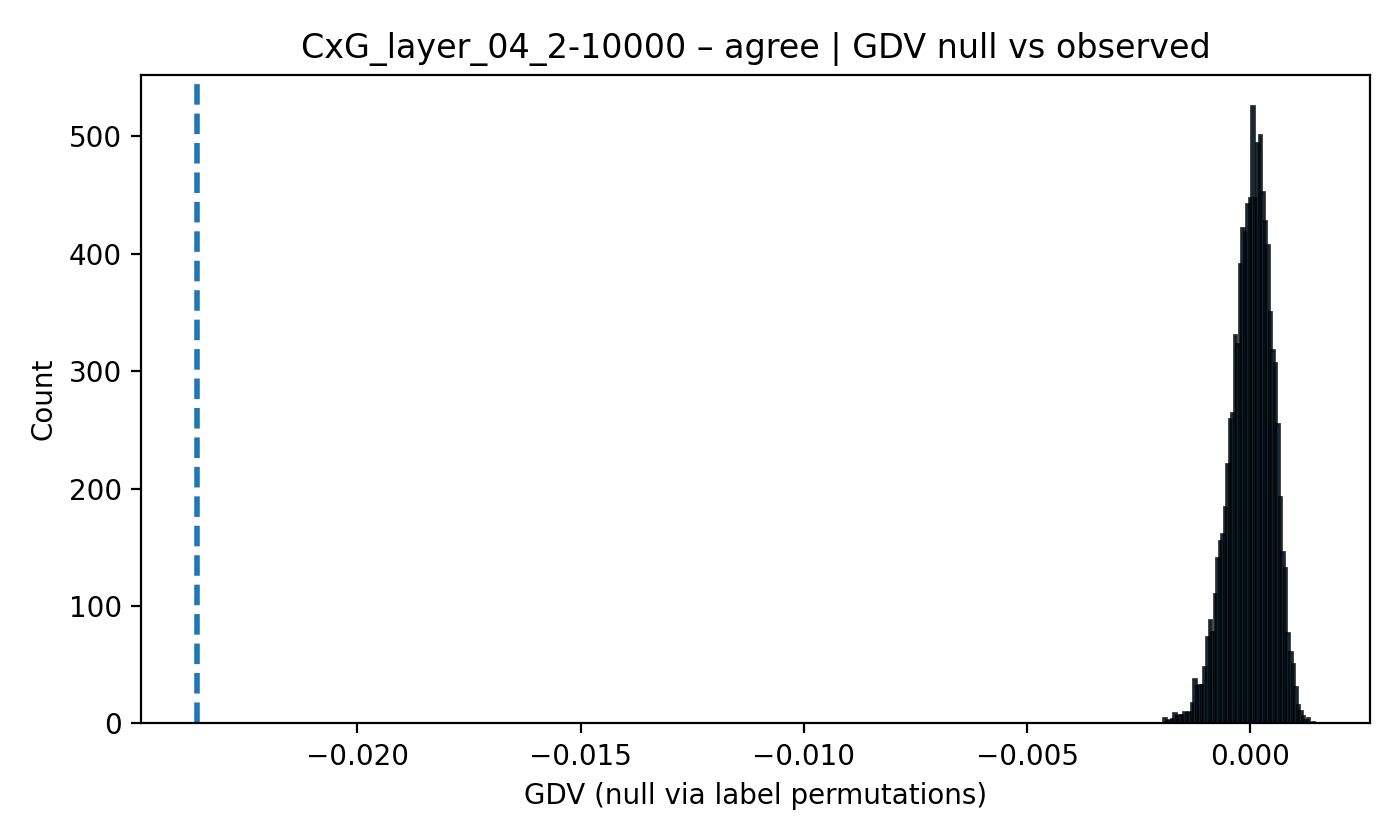 CxG_layer_04_2-10000 – agree | GDV null vs observed
500
400
300
200
100
0
Count
−0.020 −0.015 −0.010 −0.005 0.000
GDV (null via label permutations)